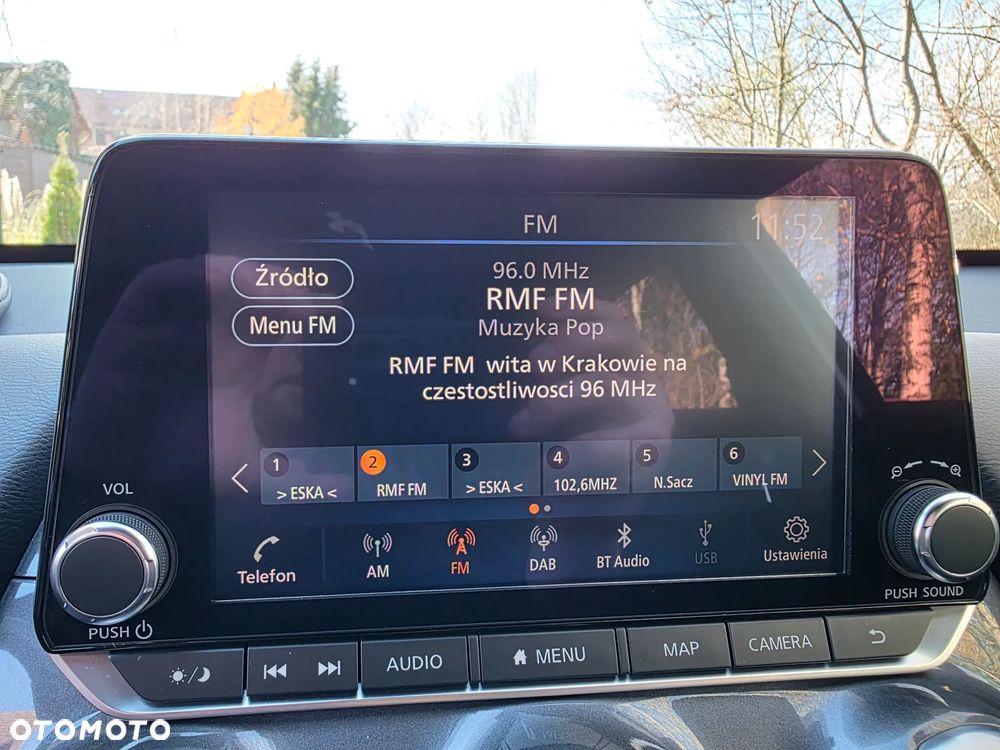 FM
11:52
Źródło
96.0 MHz
RMF FM
Menu FM
Muzyka Pop
RMF FM wita w Krakowie na
czestostliwosci 96 MHz
1 2 3 4 5 6
> ESKA < RMF FM > ESKA < 102,6MHZ N.Sacz VINYL FM
VOL
Telefon AM FM DAB BT Audio USB Ustawienia
PUSH
PUSH SOUND
AUDIO MENU MAP CAMERA
OTOMOTO